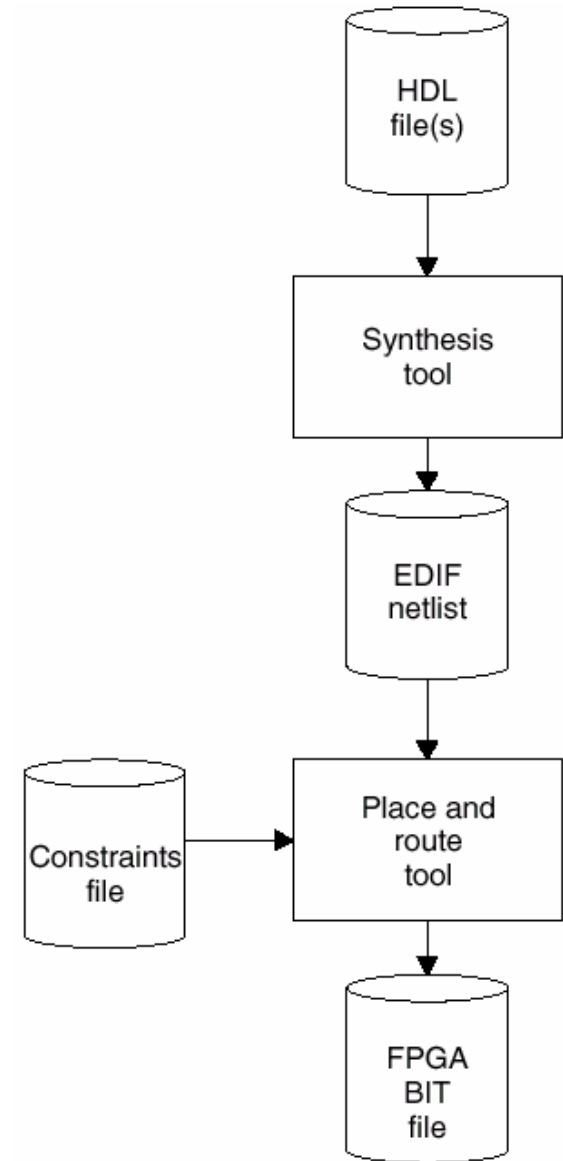 HDL
file(s)
Synthesis
tool
EDIF
netlist
Constraints
file
Place and
route
tool
FPGA
BIT
file